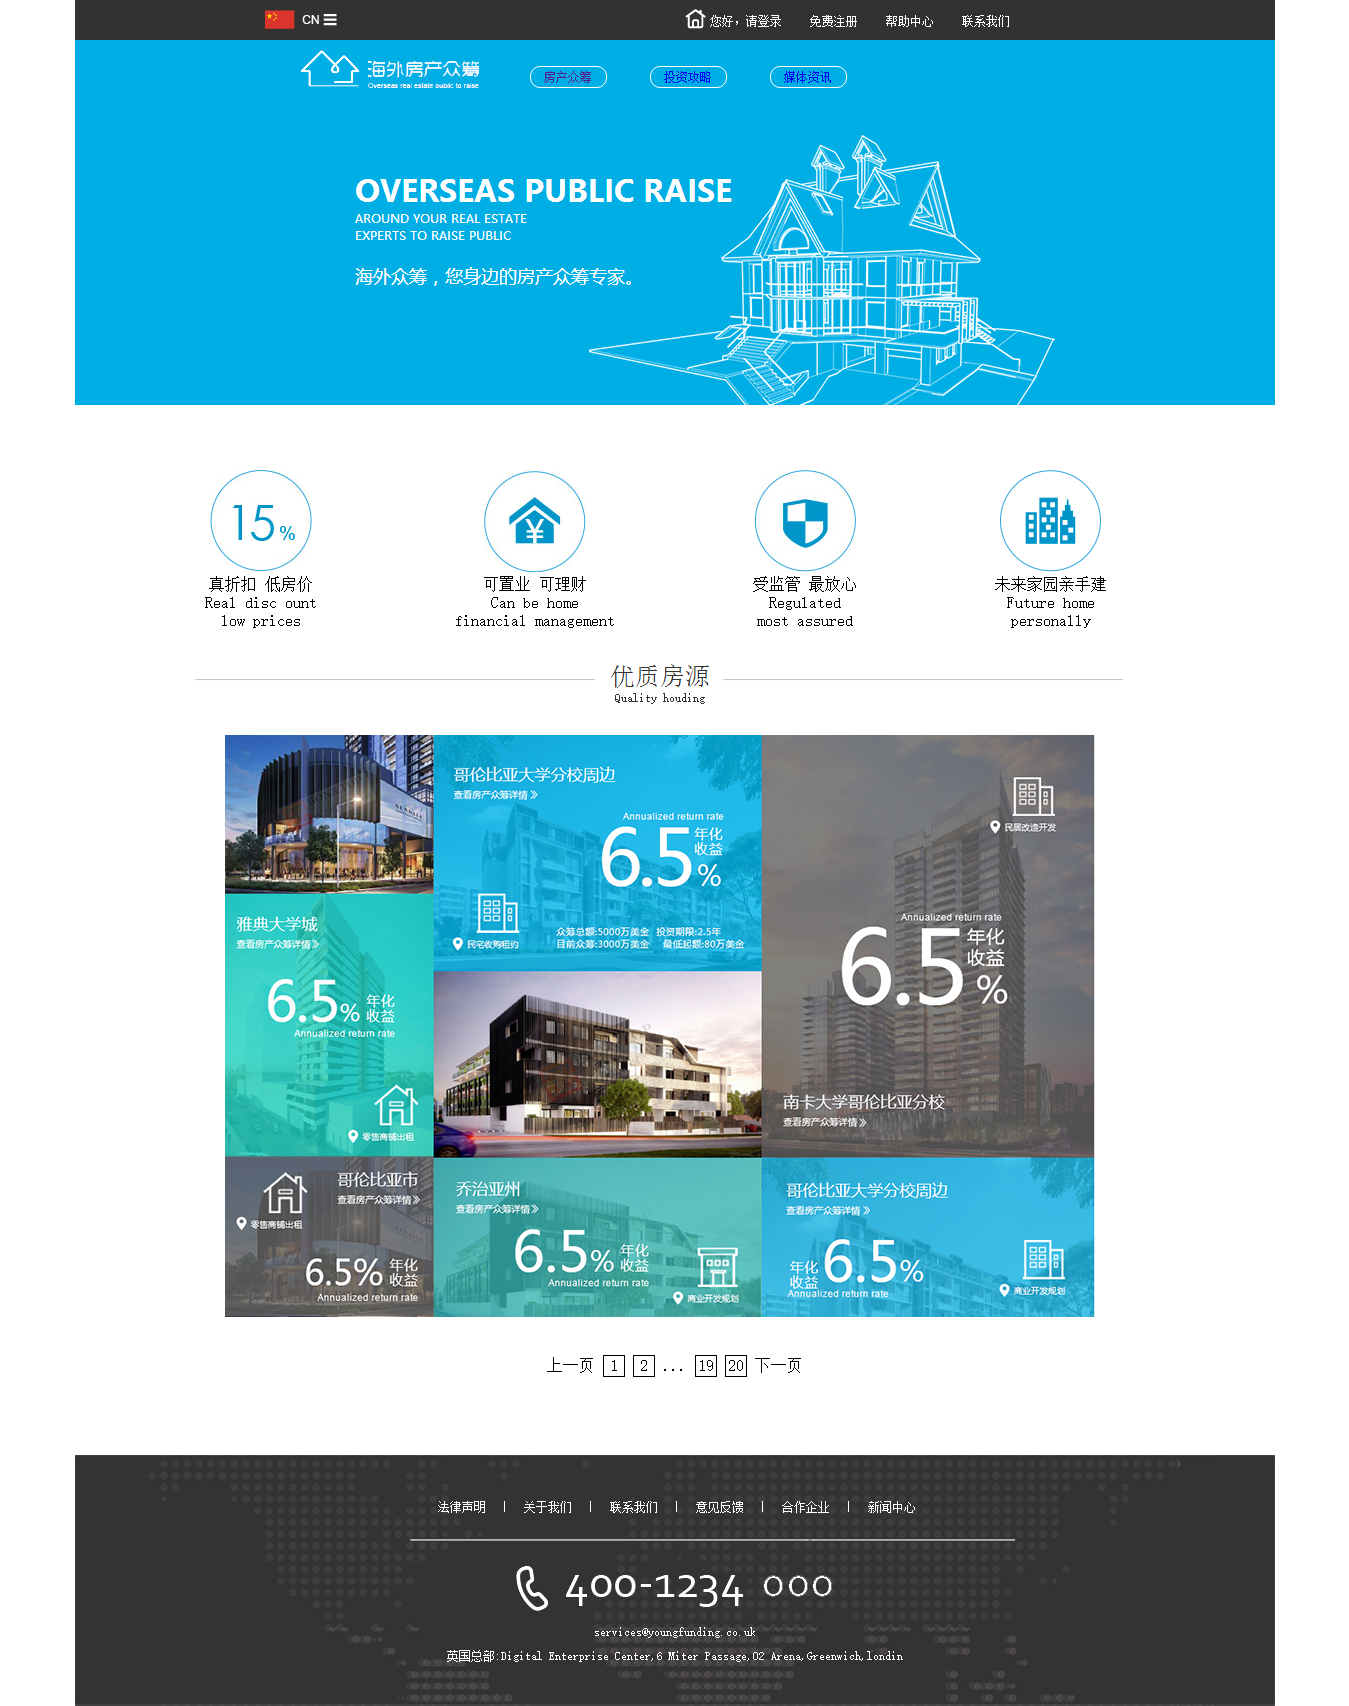 CN
您好，请登录 免费注册 帮助中心 联系我们
海外房产众筹
Overseas real estate public to raise
房产众筹 投资攻略 媒体资讯
OVERSEAS PUBLIC RAISE
AROUND YOUR REAL ESTATE
EXPERTS TO RAISE PUBLIC
海外众筹，您身边的房产众筹专家。
15%
真折扣 低房价
Real disc ount
low prices
可置业 可理财
Can be home
financial management
受监管 最放心
Regulated
most assured
未来家园亲手建
Future home
personally
优质房源
Quality houding
哥伦比亚大学分校周边
查看房产众筹详情
Annualized return rate
6.5%
年化
收益
民宅收购租约
众筹总额:5000万美金 投资期限:2.5年
目前众筹:3000万美金 最低起额:80万美金
民居改造开发
Annualized return rate
6.5%
年化
收益
南卡大学哥伦比亚分校
查看房产众筹详情
雅典大学城
查看房产众筹详情
6.5%
年化
收益
Annualized return rate
零售商铺出租
哥伦比亚市
查看房产众筹详情
零售商铺出租
6.5%
年化
收益
Annualized return rate
乔治亚州
查看房产众筹详情
6.5%
年化
收益
Annualized return rate
商业开发规划
哥伦比亚大学分校周边
查看房产众筹详情
年化
收益
6.5%
Annualized return rate
商业开发规划
上一页 1 2 ... 19 20 下一页
法律声明 | 关于我们 | 联系我们 | 意见反馈 | 合作企业 | 新闻中心
400-1234 000
services@youngfunding.co.uk
英国总部:Digital Enterprise Center,6 Miter Passage,02 Arena,Greenwich,londin